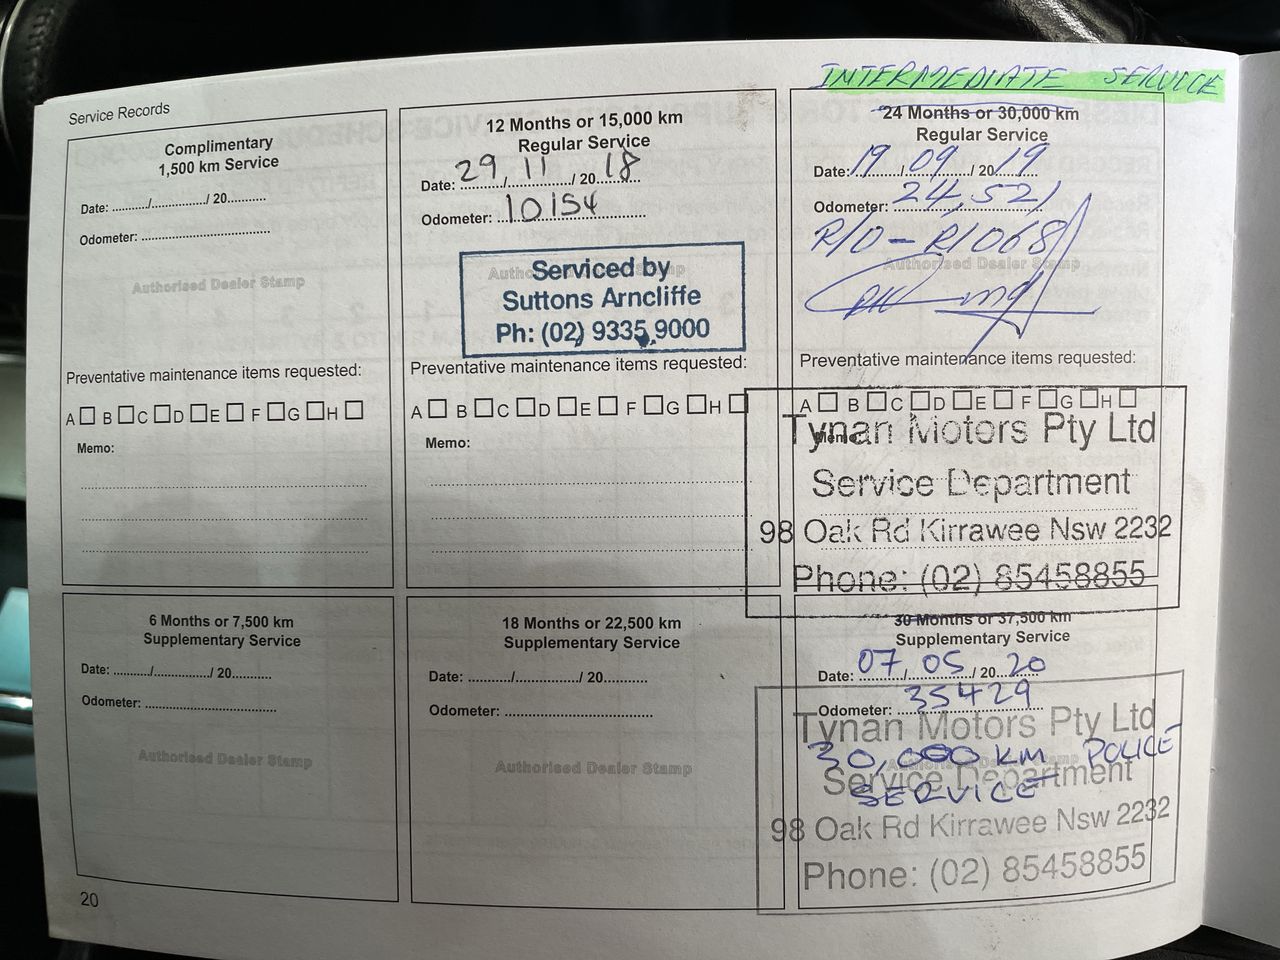 Service Records
Complimentary
1,500 km Service
Date: ........../.............../ 20..........
Odometer: ....................................
Authorised Dealer Stamp
Preventative maintenance items requested:
A☐ B☐ C☐ D☐ E☐ F☐ G☐ H☐
Memo:
12 Months or 15,000 km
Regular Service
Date: 29/11/2018
Odometer: 10154
Authorised Dealer Stamp
Serviced by
Suttons Arncliffe
Ph: (02) 9335 9000
Preventative maintenance items requested:
A☐ B☐ C☐ D☐ E☐ F☐ G☐ H☐
Memo:
INTERMEDIATE SERVICE
24 Months or 30,000 km
Regular Service
Date: 19/09/2019
Odometer: 24,521
R/O - R1068
Authorised Dealer Stamp
Preventative maintenance items requested:
A☐ B☐ C☐ D☐ E☐ F☐ G☐ H☐
Memo:
Tynan Motors Pty Ltd
Service Department
98 Oak Rd Kirrawee Nsw 2232
Phone: (02) 85458855
6 Months or 7,500 km
Supplementary Service
Date: ........../.............../ 20..........
Odometer: ....................................
Authorised Dealer Stamp
18 Months or 22,500 km
Supplementary Service
Date: ........../.............../ 20..........
Odometer: ....................................
Authorised Dealer Stamp
30 Months or 37,500 km
Supplementary Service
Date: 07/05/2020
Odometer: 35429
Tynan Motors Pty Ltd
30,000 KM POLICE
Service Department
SERVICE
98 Oak Rd Kirrawee Nsw 2232
Phone: (02) 85458855
20